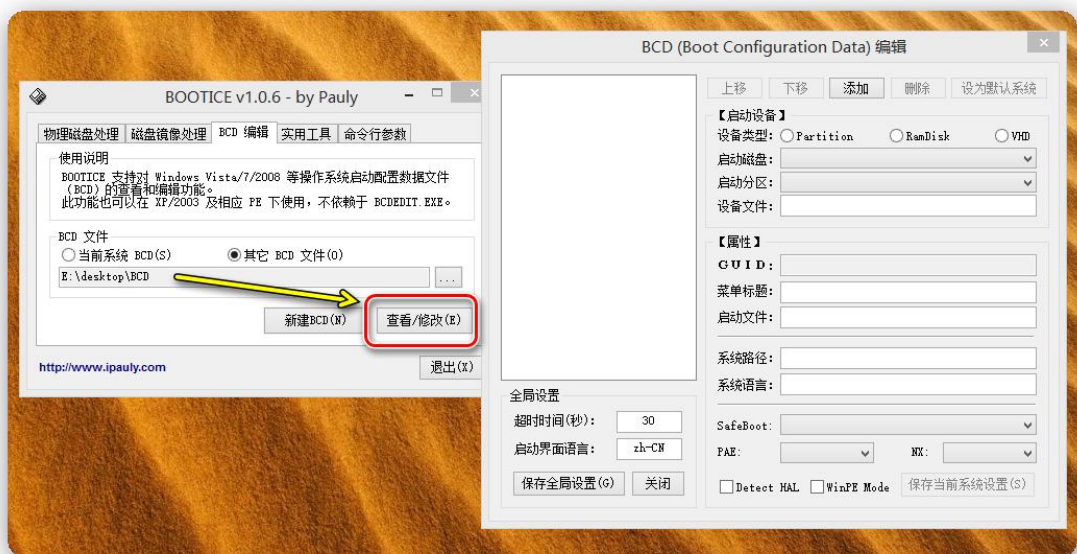 BOOTICE v1.0.6 - by Pauly
物理磁盘处理 磁盘镜像处理 BCD 编辑 实用工具 命令行参数
使用说明
BOOTICE 支持对 Windows Vista/7/2008 等操作系统启动配置数据文件
（BCD）的查看和编辑功能。
此功能也可以在 XP/2003 及相应 PE 下使用，不依赖于 BCDEDIT.EXE。
BCD 文件
当前系统 BCD(S) 其它 BCD 文件(O)
E:\desktop\BCD ...
新建BCD(N) 查看/修改(E)
http://www.ipauly.com 退出(X)
BCD (Boot Configuration Data) 编辑
上移 下移 添加 删除 设为默认系统
【启动设备】
设备类型: Partition RamDisk VHD
启动磁盘:
启动分区:
设备文件:
【属性】
GUID:
菜单标题:
启动文件:
系统路径:
系统语言:
SafeBoot:
PAE: NX:
Detect HAL WinPE Mode 保存当前系统设置(S)
全局设置
超时时间(秒): 30
启动界面语言: zh-CN
保存全局设置(G) 关闭